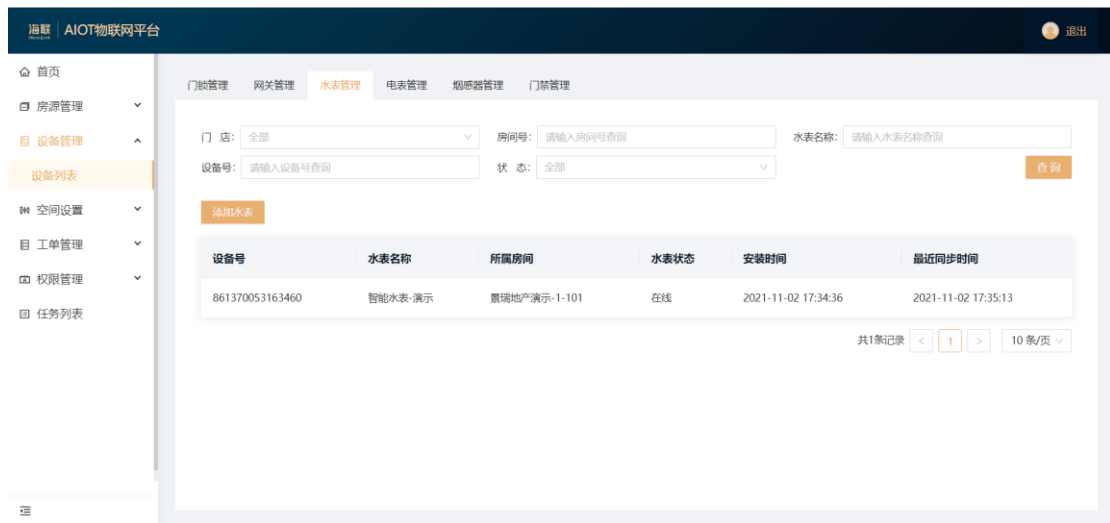 海联 AIOT物联网平台
退出
首页
房源管理
设备管理
设备列表
空间设置
工单管理
权限管理
任务列表
门锁管理 网关管理 水表管理 电表管理 烟感器管理 门禁管理
门 店: 全部 房间号: 请输入房间号查询 水表名称: 请输入水表名称查询
设备号: 请输入设备号查询 状 态: 全部 查 询
添加水表
设备号 水表名称 所属房间 水表状态 安装时间 最近同步时间
861370053163460 智能水表-演示 景瑞地产演示-1-101 在线 2021-11-02 17:34:36 2021-11-02 17:35:13
共1条记录 < 1 > 10 条/页